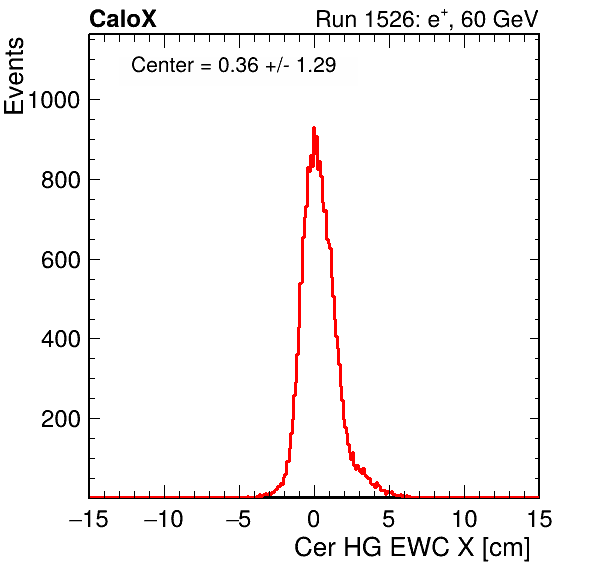 CaloX Run 1526: e⁺, 60 GeV
Center = 0.36 +/- 1.29
Events
1000
800
600
400
200
−15 −10 −5 0 5 10 15
Cer HG EWC X [cm]